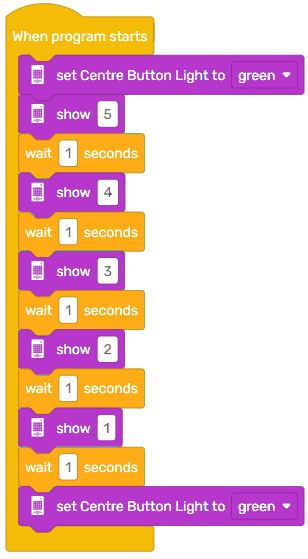 When program starts
set Centre Button Light to green
show 5
wait 1 seconds
show 4
wait 1 seconds
show 3
wait 1 seconds
show 2
wait 1 seconds
show 1
wait 1 seconds
set Centre Button Light to green